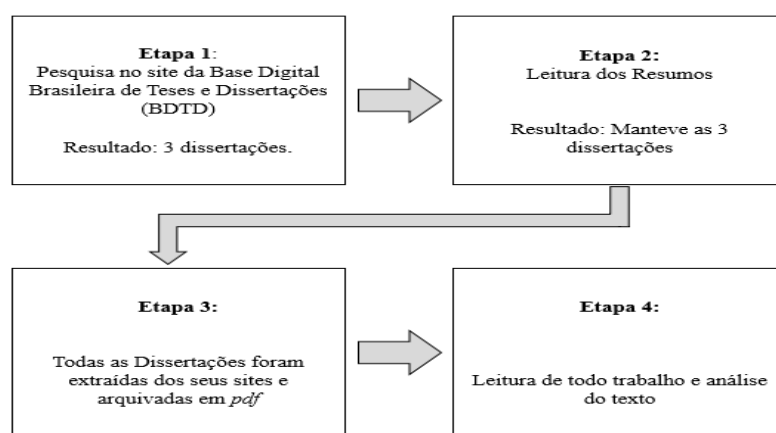 Etapa 1:
Pesquisa no site da Base Digital
Brasileira de Teses e Dissertações
(BDTD)
Resultado: 3 dissertações.
Etapa 2:
Leitura dos Resumos
Resultado: Manteve as 3
dissertações
Etapa 3:
Todas as Dissertações foram
extraídas dos seus sites e
arquivadas em pdf
Etapa 4:
Leitura de todo trabalho e análise
do texto